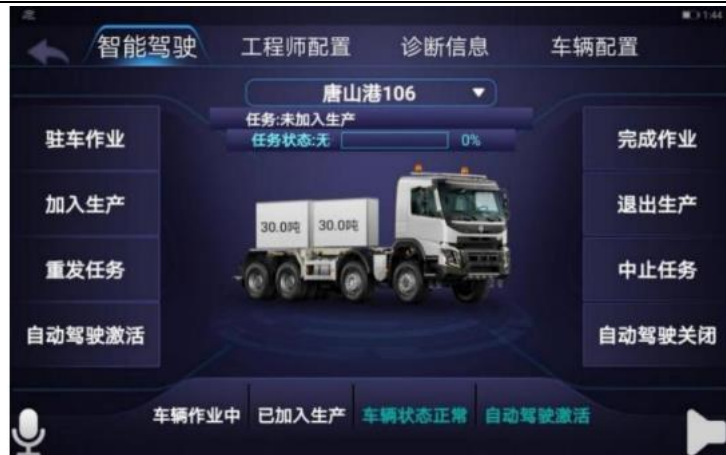 1:44
智能驾驶 工程师配置 诊断信息 车辆配置
唐山港106
任务:未加入生产
任务状态:无 0%
驻车作业
加入生产
重发任务
自动驾驶激活
30.0吨 30.0吨
完成作业
退出生产
中止任务
自动驾驶关闭
车辆作业中 已加入生产 车辆状态正常 自动驾驶激活